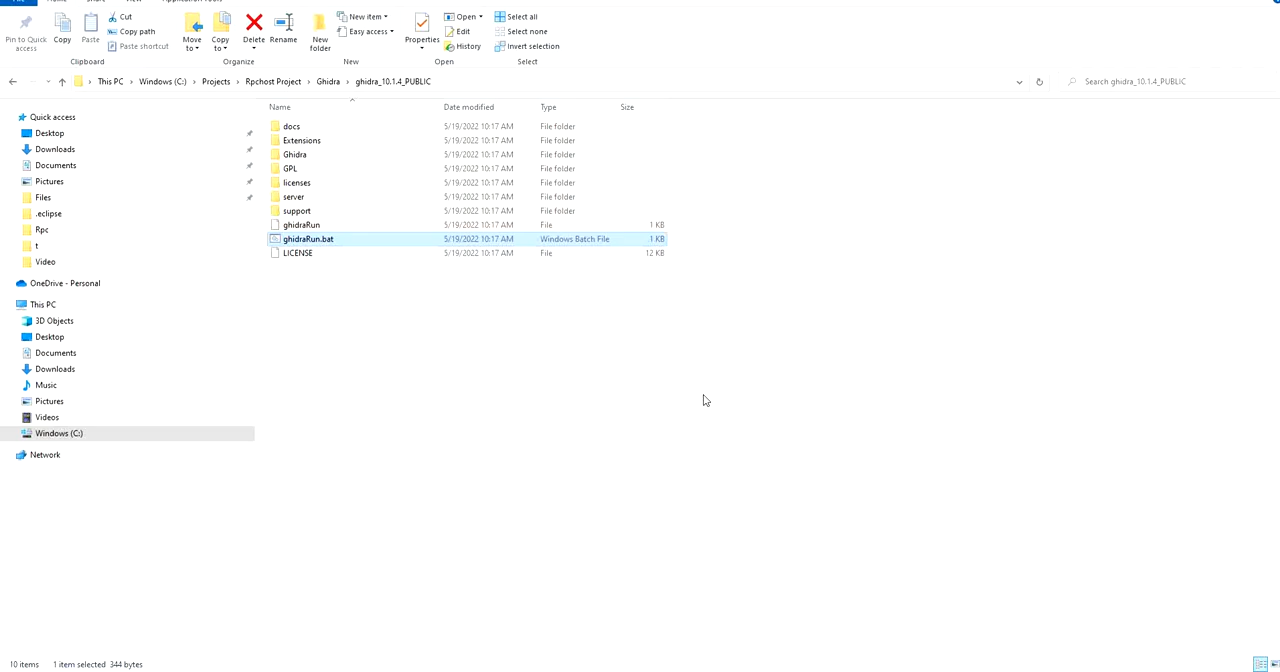 File Home Share View Application Tools
Pin to Quick access
Copy
Paste
Cut
Copy path
Paste shortcut
Clipboard
Move to
Copy to
Delete
Rename
Organize
New folder
New item
Easy access
New
Properties
Open
Edit
History
Open
Select all
Select none
Invert selection
Select
This PC > Windows (C:) > Projects > Rpchost Project > Ghidra > ghidra_10.1.4_PUBLIC
Search ghidra_10.1.4_PUBLIC
Name Date modified Type Size
docs 5/19/2022 10:17 AM File folder
Extensions 5/19/2022 10:17 AM File folder
Ghidra 5/19/2022 10:17 AM File folder
GPL 5/19/2022 10:17 AM File folder
licenses 5/19/2022 10:17 AM File folder
server 5/19/2022 10:17 AM File folder
support 5/19/2022 10:17 AM File folder
ghidraRun 5/19/2022 10:17 AM File 1 KB
ghidraRun.bat 5/19/2022 10:17 AM Windows Batch File 1 KB
LICENSE 5/19/2022 10:17 AM File 12 KB
Quick access
Desktop
Downloads
Documents
Pictures
Files
.eclipse
Rpc
t
Video
OneDrive - Personal
This PC
3D Objects
Desktop
Documents
Downloads
Music
Pictures
Videos
Windows (C:)
Network
10 items 1 item selected 344 bytes